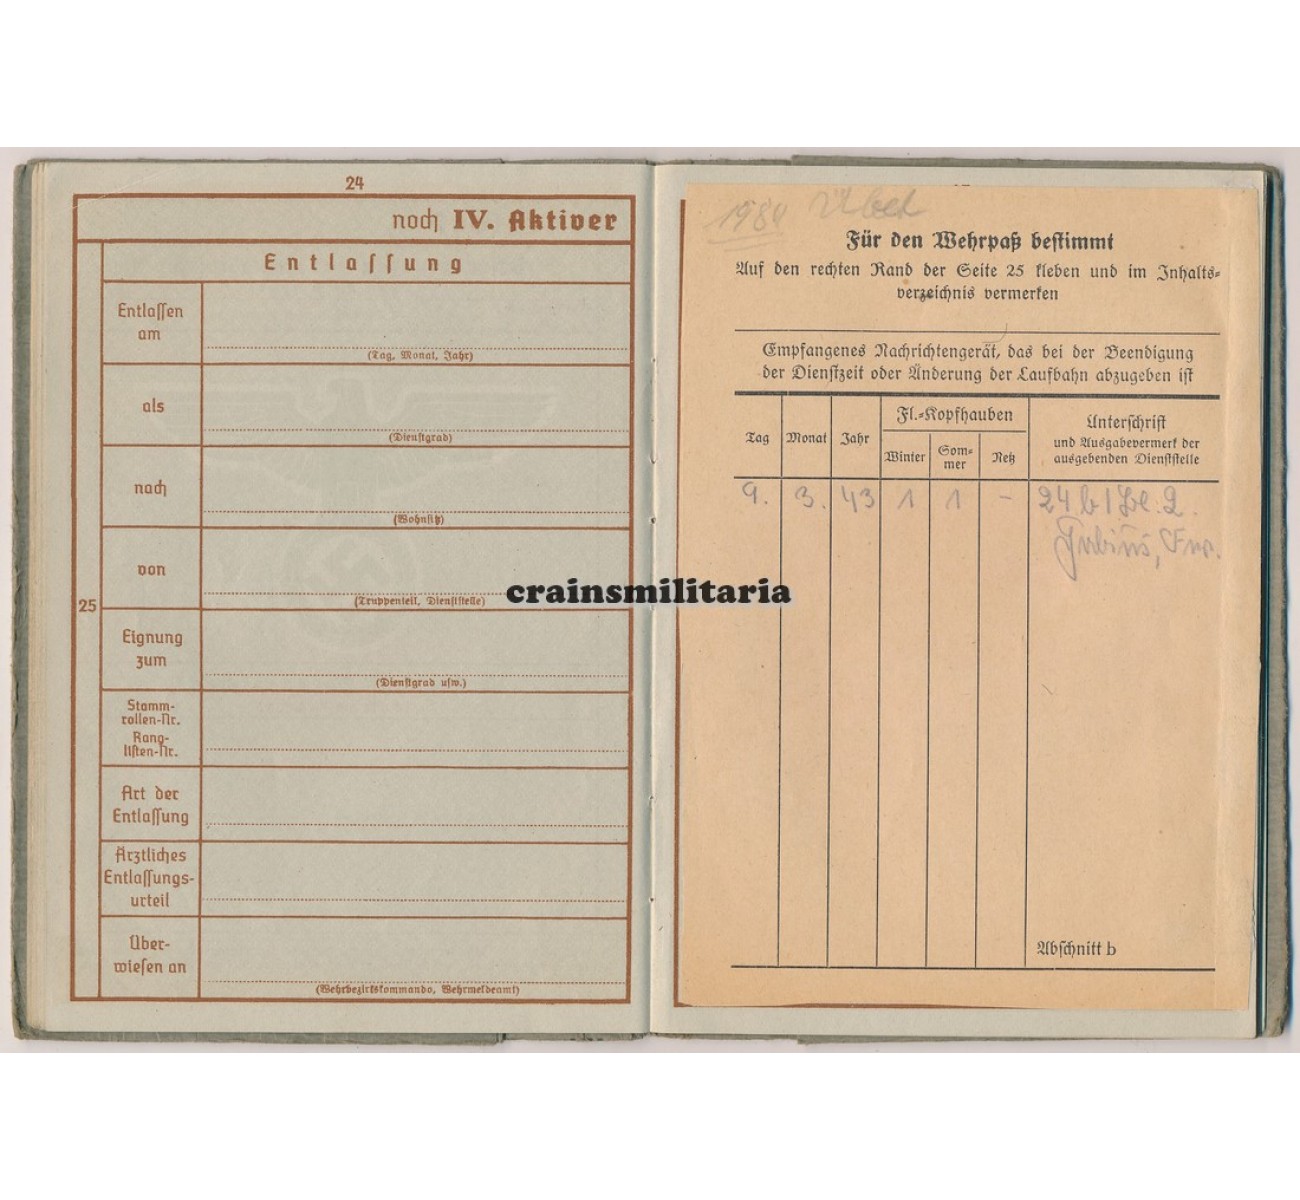 24
noch IV. Aktiver
Entlassung
25
Entlassen
am
(Tag, Monat, Jahr)
als
(Dienstgrad)
nach
(Wohnsitz)
von
(Truppenteil, Dienststelle)
Eignung
zum
(Dienstgrad usw.)
Stamm-
rollen-Nr.
Rang-
listen-Nr.
Art der
Entlassung
Ärztliches
Entlassungs-
urteil
Über-
wiesen an
(Wehrbezirkskommando, Wehrmeldeamt)
Für den Wehrpaß bestimmt
Auf den rechten Rand der Seite 25 kleben und im Inhalts-
verzeichnis vermerken
Empfangenes Nachrichtengerät, das bei der Beendigung
der Dienstzeit oder Änderung der Laufbahn abzugeben ist
Tag
Monat
Jahr
Fl.-Kopfhauben
Winter
Som-
mer
Netz
Unterschrift
und Ausgabevermerk der
ausgebenden Dienststelle
9. 3. 43 1 1 –
Abschnitt b
crainsmilitaria